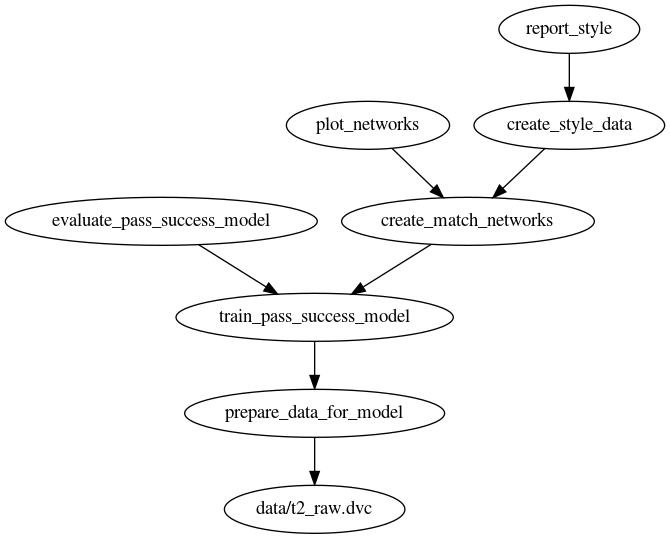 report_style
plot_networks
create_style_data
evaluate_pass_success_model
create_match_networks
train_pass_success_model
prepare_data_for_model
data/t2_raw.dvc